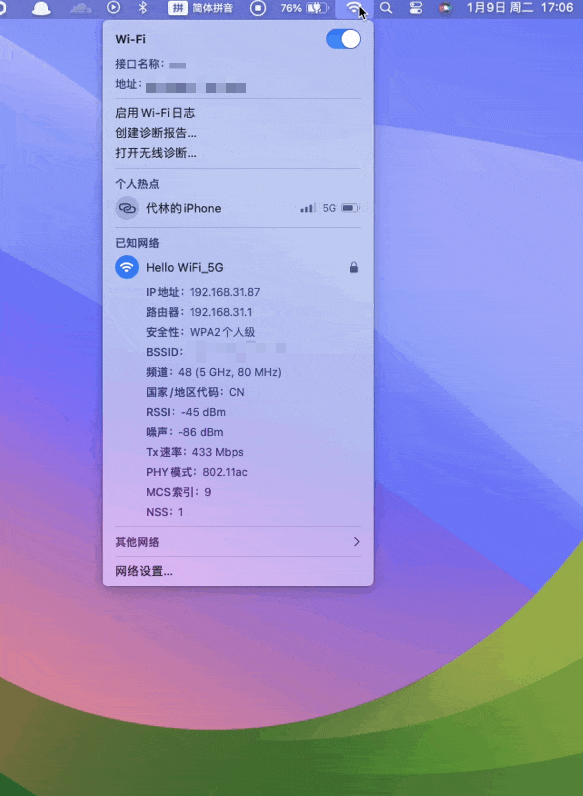 拼 简体拼音 76% 1月9日 周二 17:06
Wi-Fi
接口名称：
地址：
启用 Wi-Fi 日志
创建诊断报告...
打开无线诊断...
个人热点
代林的 iPhone 5G
已知网络
Hello WiFi_5G
IP 地址：192.168.31.87
路由器：192.168.31.1
安全性：WPA2 个人级
BSSID：
频道：48 (5 GHz, 80 MHz)
国家/地区代码：CN
RSSI：-45 dBm
噪声：-86 dBm
Tx 速率：433 Mbps
PHY 模式：802.11ac
MCS 索引：9
NSS：1
其他网络
网络设置...